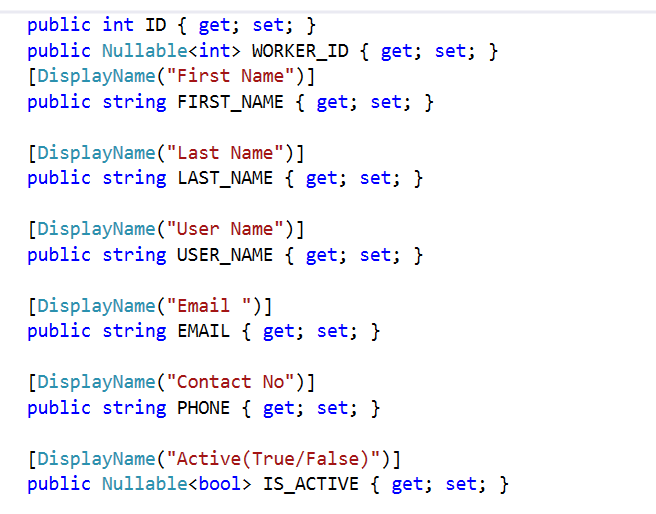 public int ID { get; set; }
public Nullable<int> WORKER_ID { get; set; }
[DisplayName("First Name")]
public string FIRST_NAME { get; set; }
[DisplayName("Last Name")]
public string LAST_NAME { get; set; }
[DisplayName("User Name")]
public string USER_NAME { get; set; }
[DisplayName("Email ")]
public string EMAIL { get; set; }
[DisplayName("Contact No")]
public string PHONE { get; set; }
[DisplayName("Active(True/False)")]
public Nullable<bool> IS_ACTIVE { get; set; }